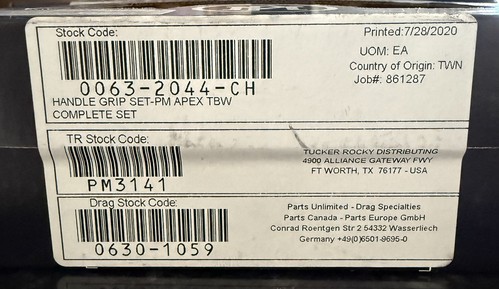 Stock Code:
Printed:7/28/2020
UOM: EA
Country of Origin: TWN
Job#: 861287
0063-2044-CH
HANDLE GRIP SET-PM APEX TBW
COMPLETE SET
TR Stock Code:
PM3141
TUCKER ROCKY DISTRIBUTING
4900 ALLIANCE GATEWAY FWY
FT WORTH, TX 76177 - USA
Drag Stock Code:
0630-1059
Parts Unlimited - Drag Specialties
Parts Canada - Parts Europe GmbH
Conrad Roentgen Str 2 54332 Wasserliech
Germany +49(0)6501-9695-0